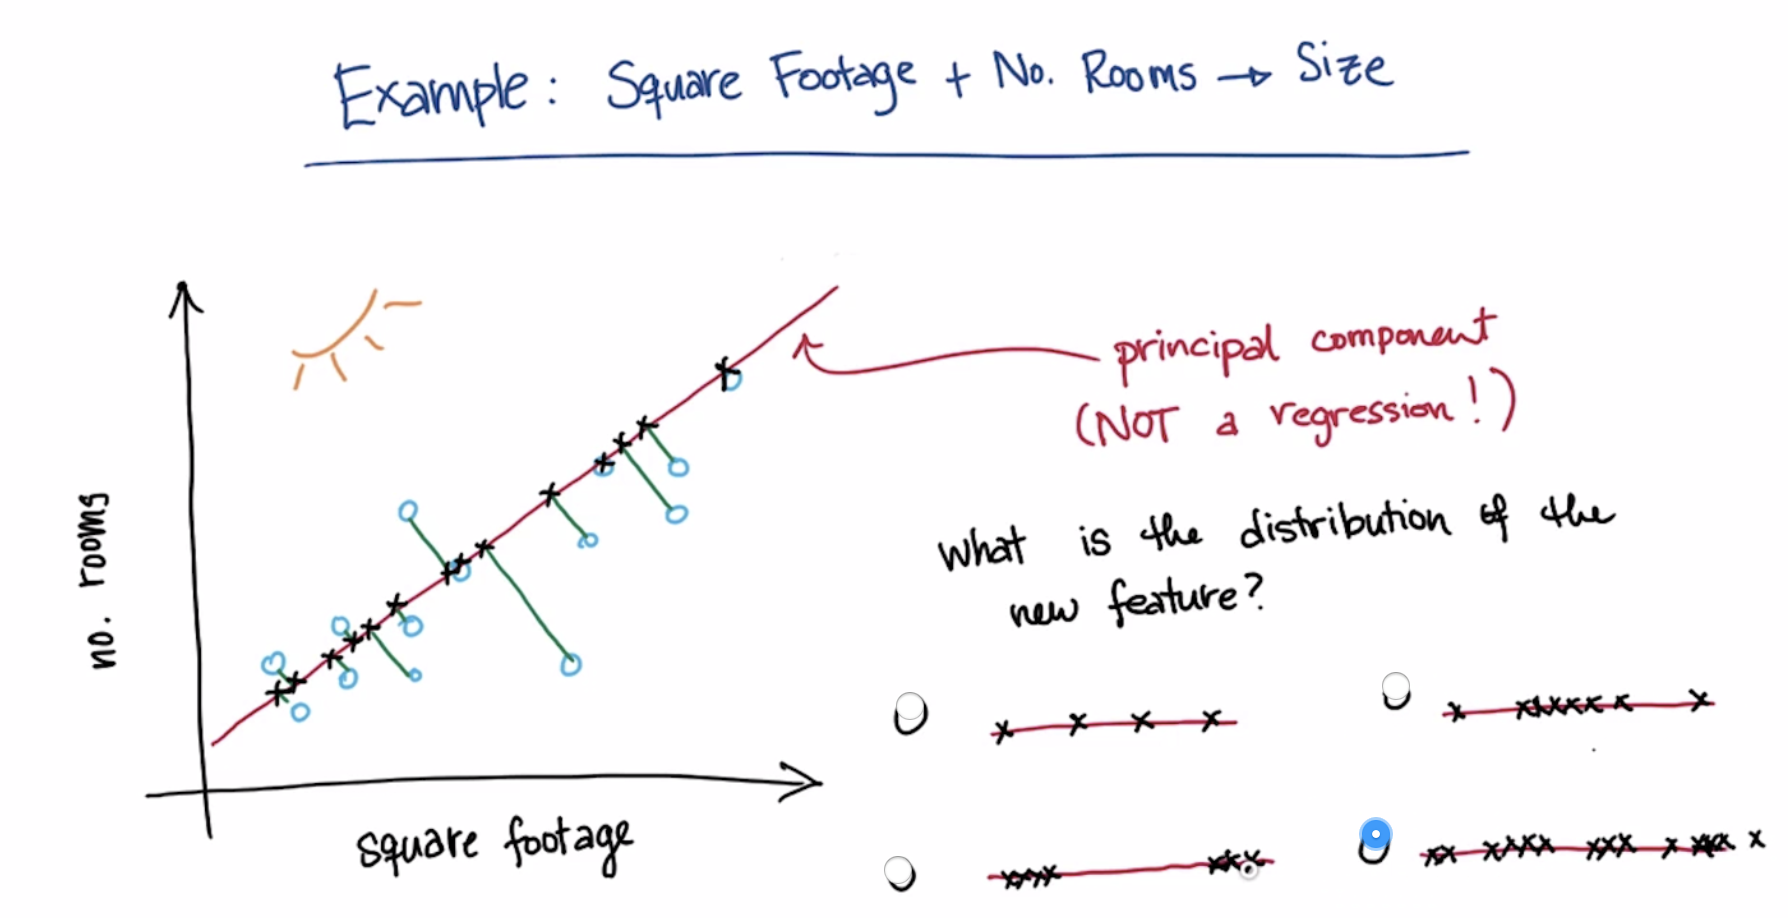 Example: Square Footage + No. Rooms → Size
principal component
(NOT a regression!)
no. rooms
What is the distribution of the
new feature?
square footage